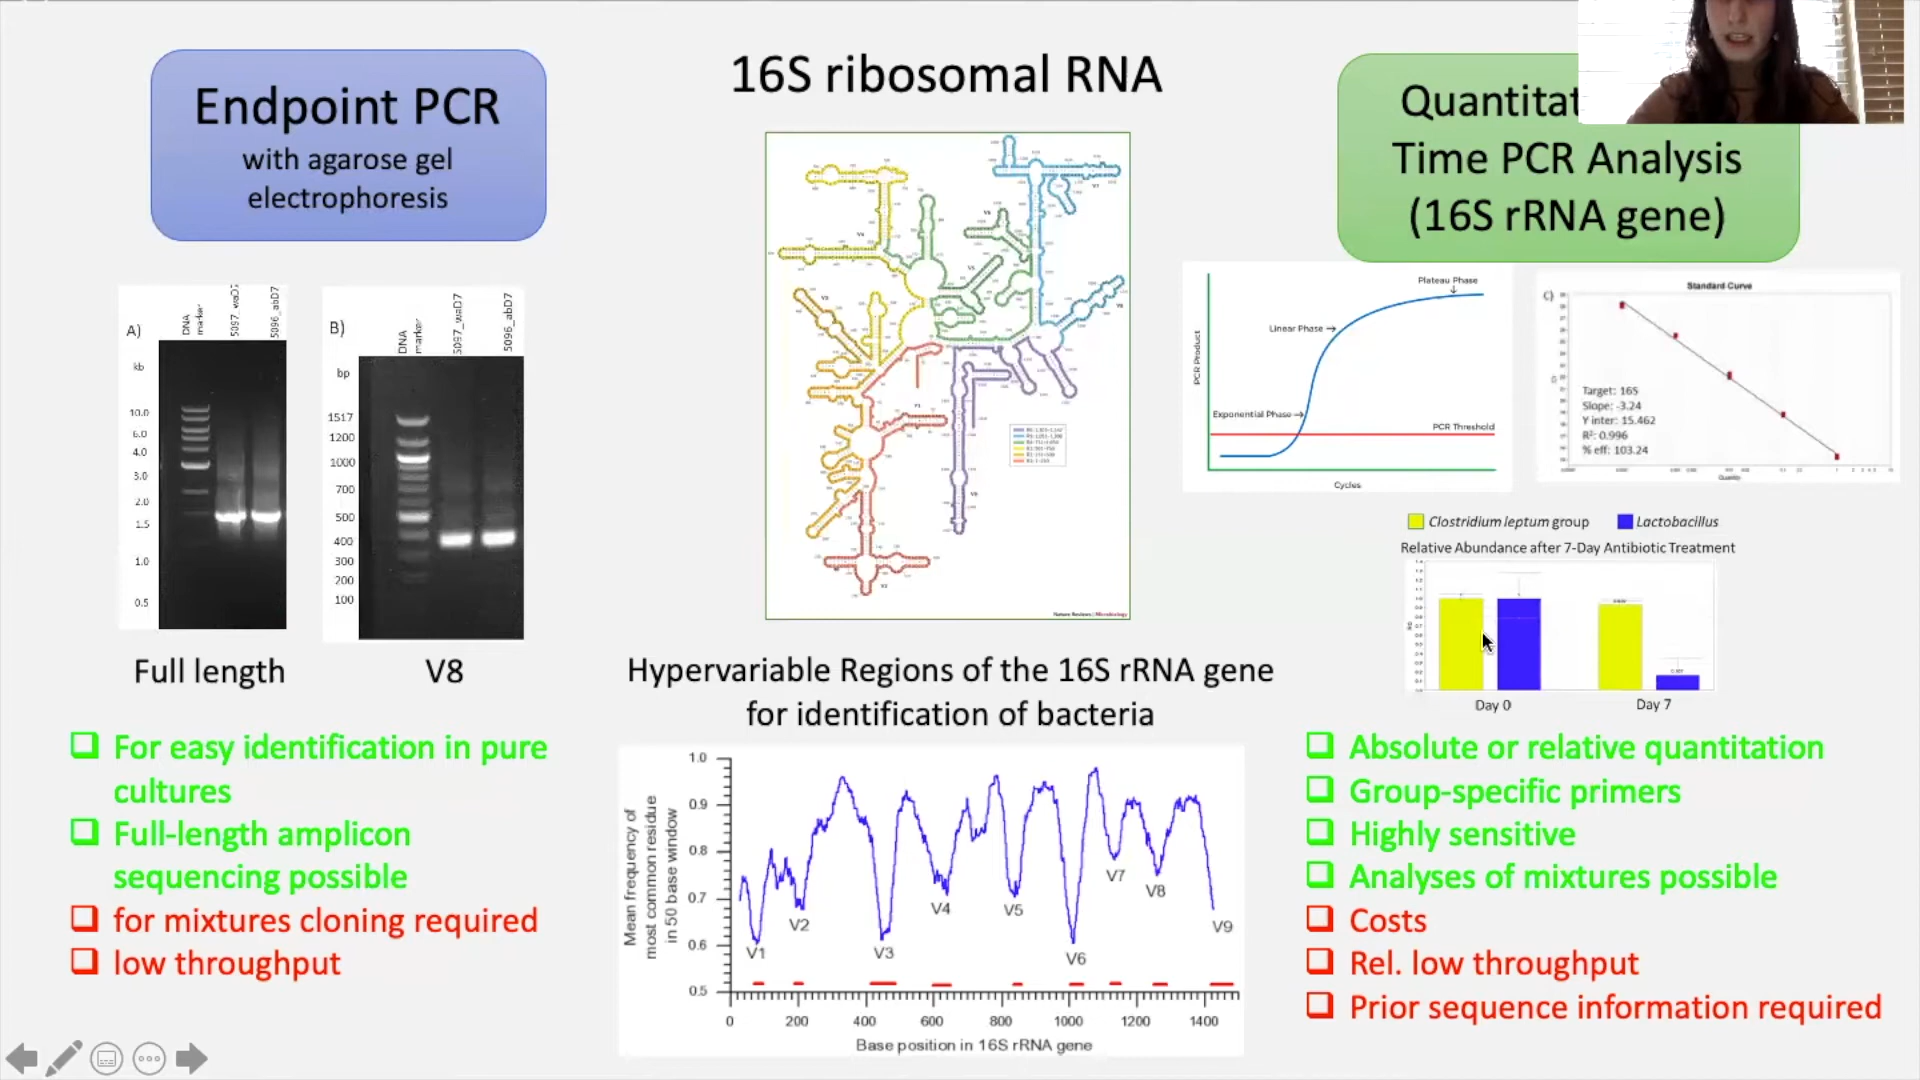 16S ribosomal RNA
Endpoint PCR
with agarose gel
electrophoresis
A)
DNA
marker
5097_waD7
5096_abD7
kb
10.0
6.0
4.0
3.0
2.0
1.5
1.0
0.5
Full length
B)
DNA
marker
5097_waD7
5096_abD7
bp
1517
1200
1000
700
500
400
300
200
100
V8
For easy identification in pure
cultures
Full-length amplicon
sequencing possible
for mixtures cloning required
low throughput
Nature Reviews | Microbiology
Hypervariable Regions of the 16S rRNA gene
for identification of bacteria
Mean frequency of
most common residue
in 50 base window
1.0
0.9
0.8
0.7
0.6
0.5
V1
V2
V3
V4
V5
V6
V7
V8
V9
0 200 400 600 800 1000 1200 1400
Base position in 16S rRNA gene
Time PCR Analysis
(16S rRNA gene)
PCR Product
Plateau Phase
Linear Phase
Exponential Phase
PCR Threshold
Cycles
C)
Standard Curve
Target: 16S
Slope: -3.24
Y inter: 15.462
R²: 0.996
% eff: 103.24
Quantity
Clostridium leptum group
Lactobacillus
Relative Abundance after 7-Day Antibiotic Treatment
Day 0
Day 7
Absolute or relative quantitation
Group-specific primers
Highly sensitive
Analyses of mixtures possible
Costs
Rel. low throughput
Prior sequence information required